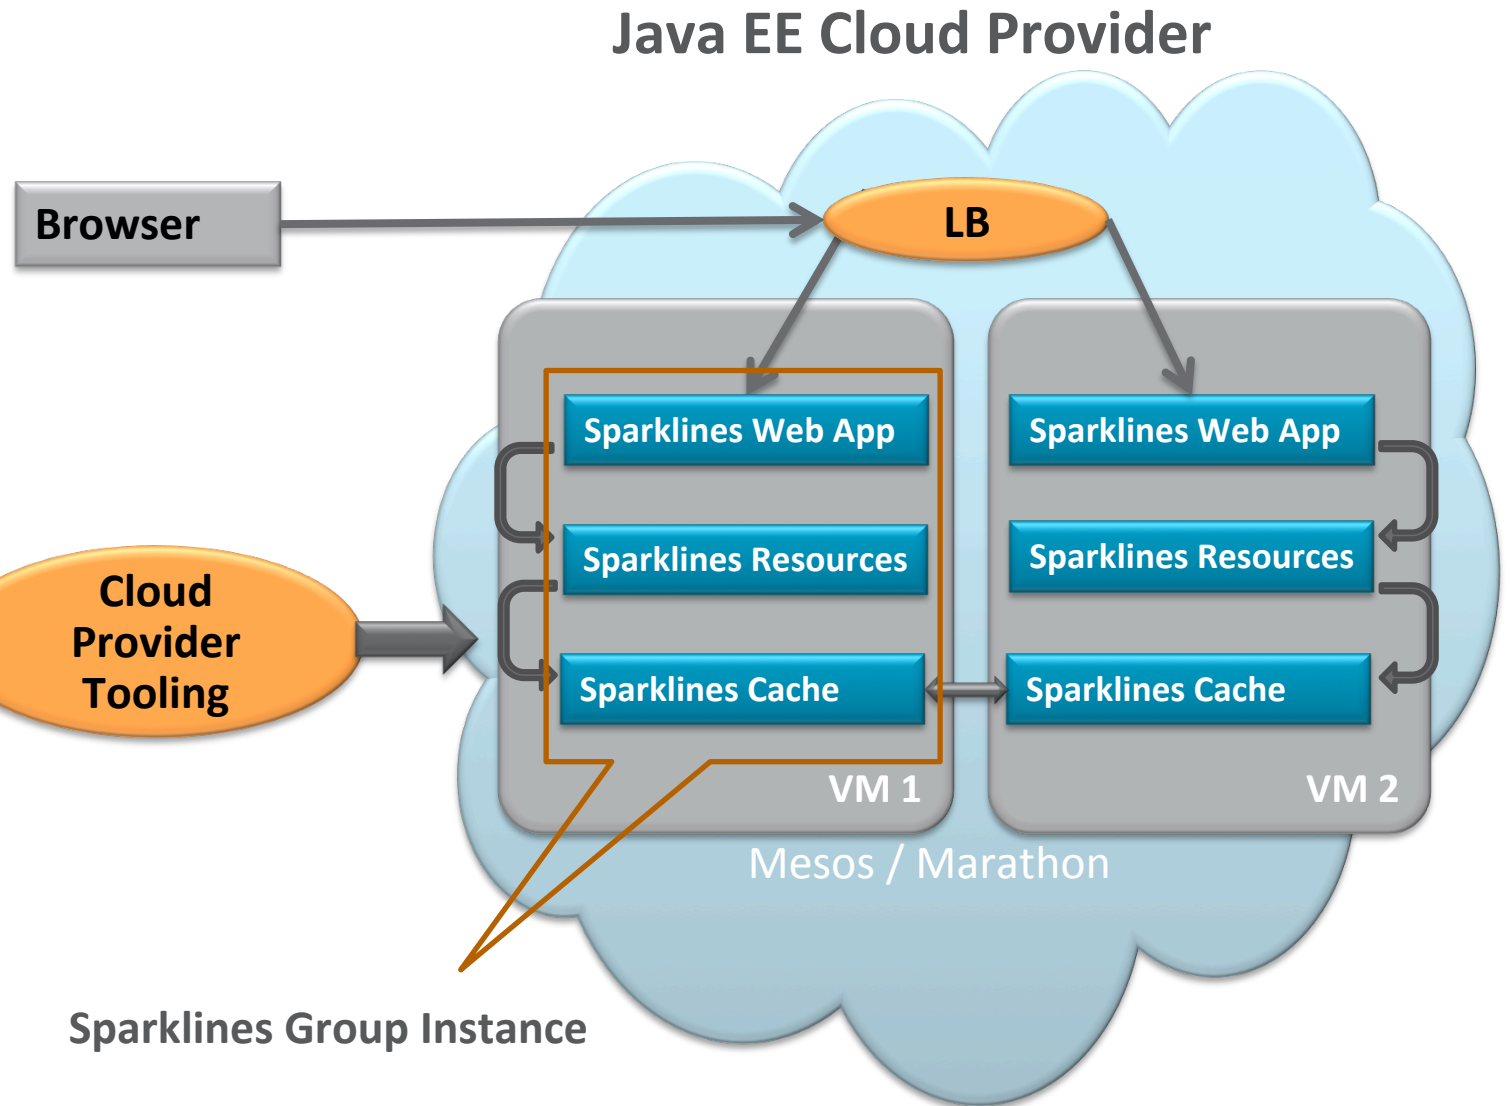 Java EE Cloud Provider
Browser
LB
Sparklines Web App
Sparklines Web App
Sparklines Resources
Sparklines Resources
Cloud
Provider
Tooling
Sparklines Cache
Sparklines Cache
VM 1
VM 2
Mesos / Marathon
Sparklines Group Instance